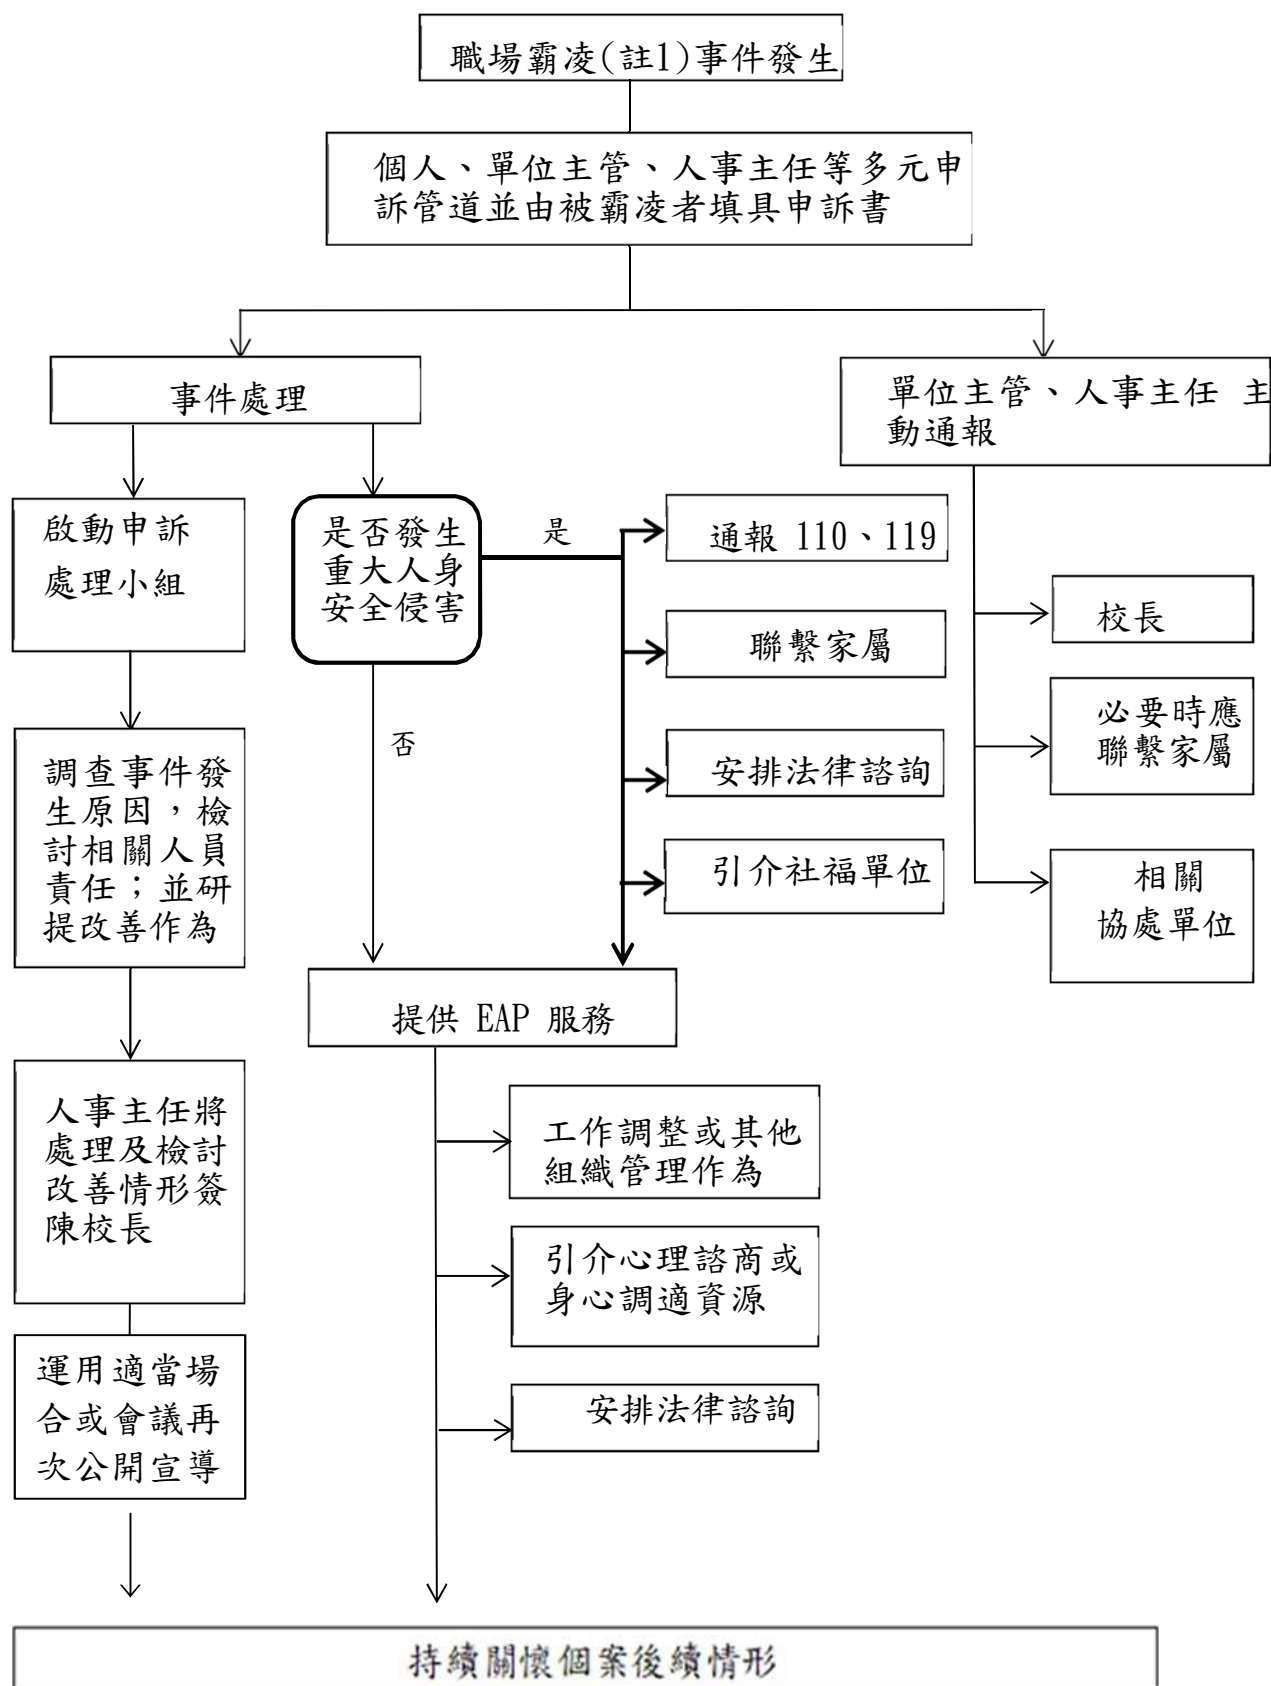 職場霸凌(註1)事件發生
個人、單位主管、人事主任等多元申
訴管道並由被霸凌者填具申訴書
事件處理
單位主管、人事主任 主
動通報
啟動申訴
處理小組
是否發生
重大人身
安全侵害
是
否
通報 110、119
聯繫家屬
安排法律諮詢
引介社福單位
校長
必要時應
聯繫家屬
相關
協處單位
調查事件發
生原因，檢
討相關人員
責任；並研
提改善作為
提供 EAP 服務
人事主任將
處理及檢討
改善情形簽
陳校長
工作調整或其他
組織管理作為
引介心理諮商或
身心調適資源
安排法律諮詢
運用適當場
合或會議再
次公開宣導
持續關懷個案後續情形